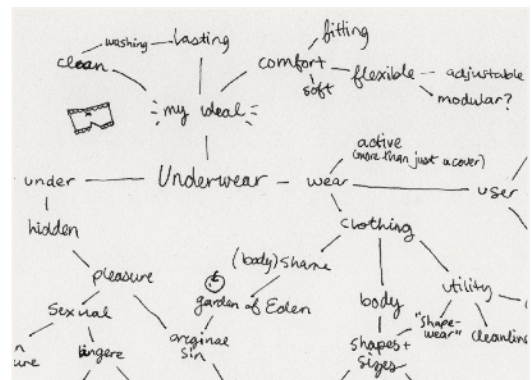 fitting
washing
lasting
clean
comfort
soft
flexible
adjustable
modular?
my ideal
active
(more than just a cover)
under
Underwear
wear
user
hidden
clothing
(body) shame
pleasure
garden of Eden
utility
body
sexual
original
sin
lingere
shapes +
sizes
"shape-
wear"